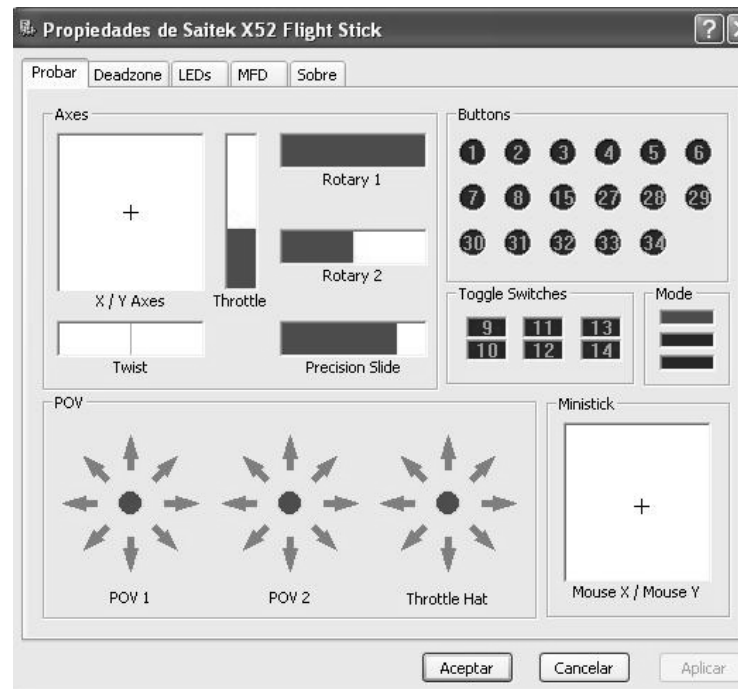 Propiedades de Saitek X52 Flight Stick
?
Probar Deadzone LEDs MFD Sobre
Axes
X / Y Axes
Throttle
Rotary 1
Rotary 2
Twist
Precision Slide
Buttons
1 2 3 4 5 6
7 8 15 27 28 29
30 31 32 33 34
Toggle Switches
9 11 13
10 12 14
Mode
POV
POV 1
POV 2
Throttle Hat
Ministick
Mouse X / Mouse Y
Aceptar Cancelar Aplicar